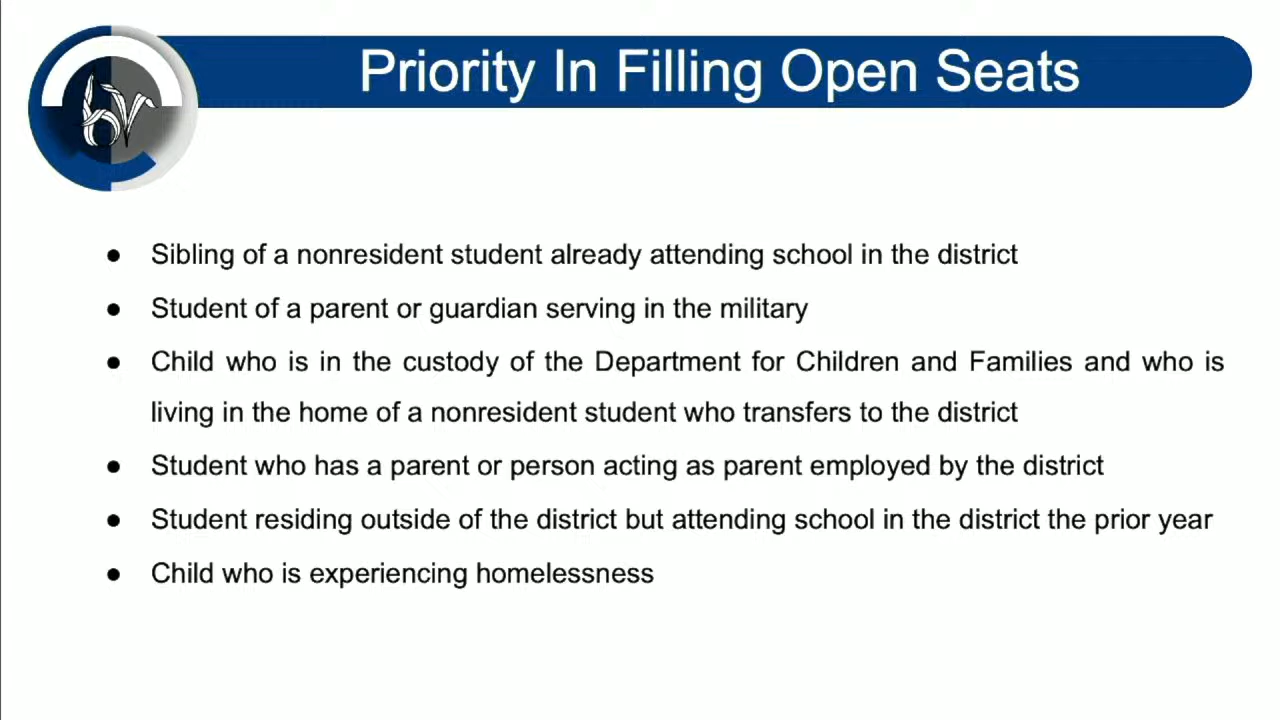 Priority In Filling Open Seats
bv
● Sibling of a nonresident student already attending school in the district
● Student of a parent or guardian serving in the military
● Child who is in the custody of the Department for Children and Families and who is
living in the home of a nonresident student who transfers to the district
● Student who has a parent or person acting as parent employed by the district
● Student residing outside of the district but attending school in the district the prior year
● Child who is experiencing homelessness